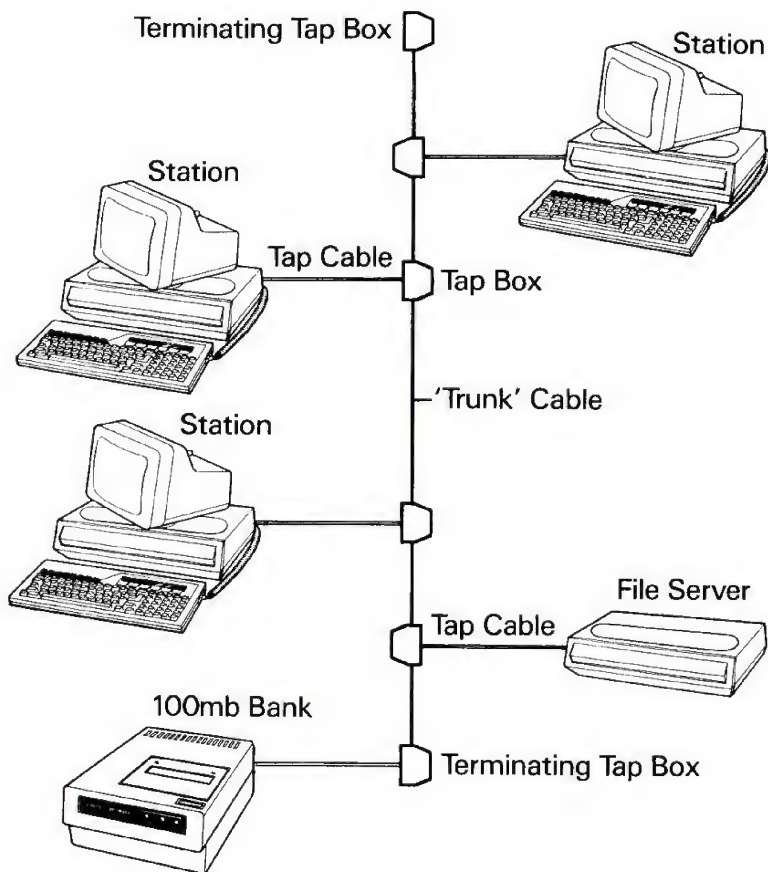 Terminating Tap Box
Station
Station
Tap Cable
Tap Box
'Trunk' Cable
Station
File Server
Tap Cable
100mb Bank
Terminating Tap Box